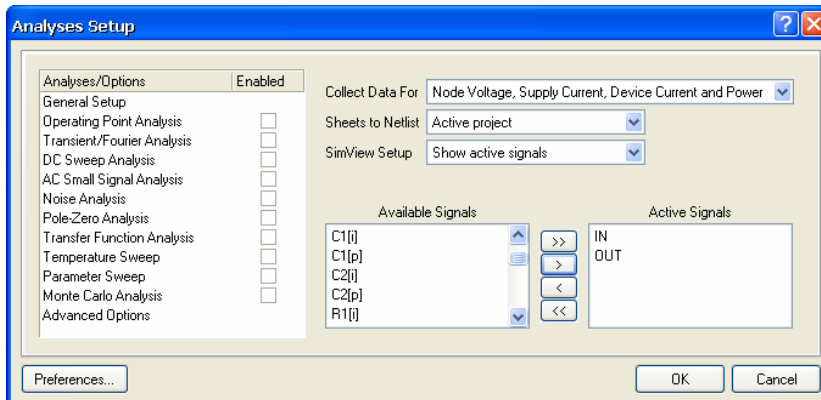 Analyses Setup
Analyses/Options Enabled
General Setup
Operating Point Analysis
Transient/Fourier Analysis
DC Sweep Analysis
AC Small Signal Analysis
Noise Analysis
Pole-Zero Analysis
Transfer Function Analysis
Temperature Sweep
Parameter Sweep
Monte Carlo Analysis
Advanced Options
Collect Data For Node Voltage, Supply Current, Device Current and Power
Sheets to Netlist Active project
SimView Setup Show active signals
Available Signals
C1[i]
C1[p]
C2[i]
C2[p]
R1[i]
>>
>
<
<<
Active Signals
IN
OUT
Preferences...
OK
Cancel